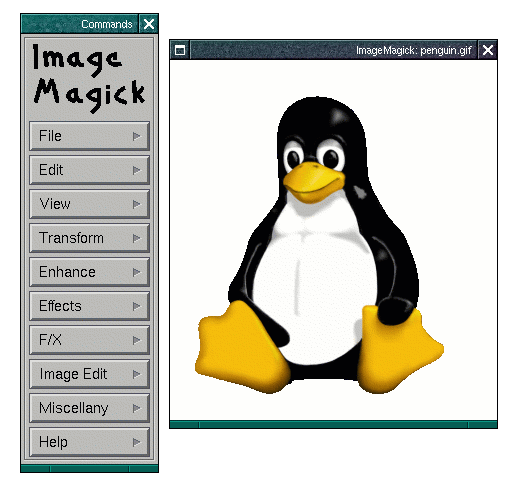 Commands
Image
Magick
File
Edit
View
Transform
Enhance
Effects
F/X
Image Edit
Miscellany
Help
ImageMagick: penguin.gif